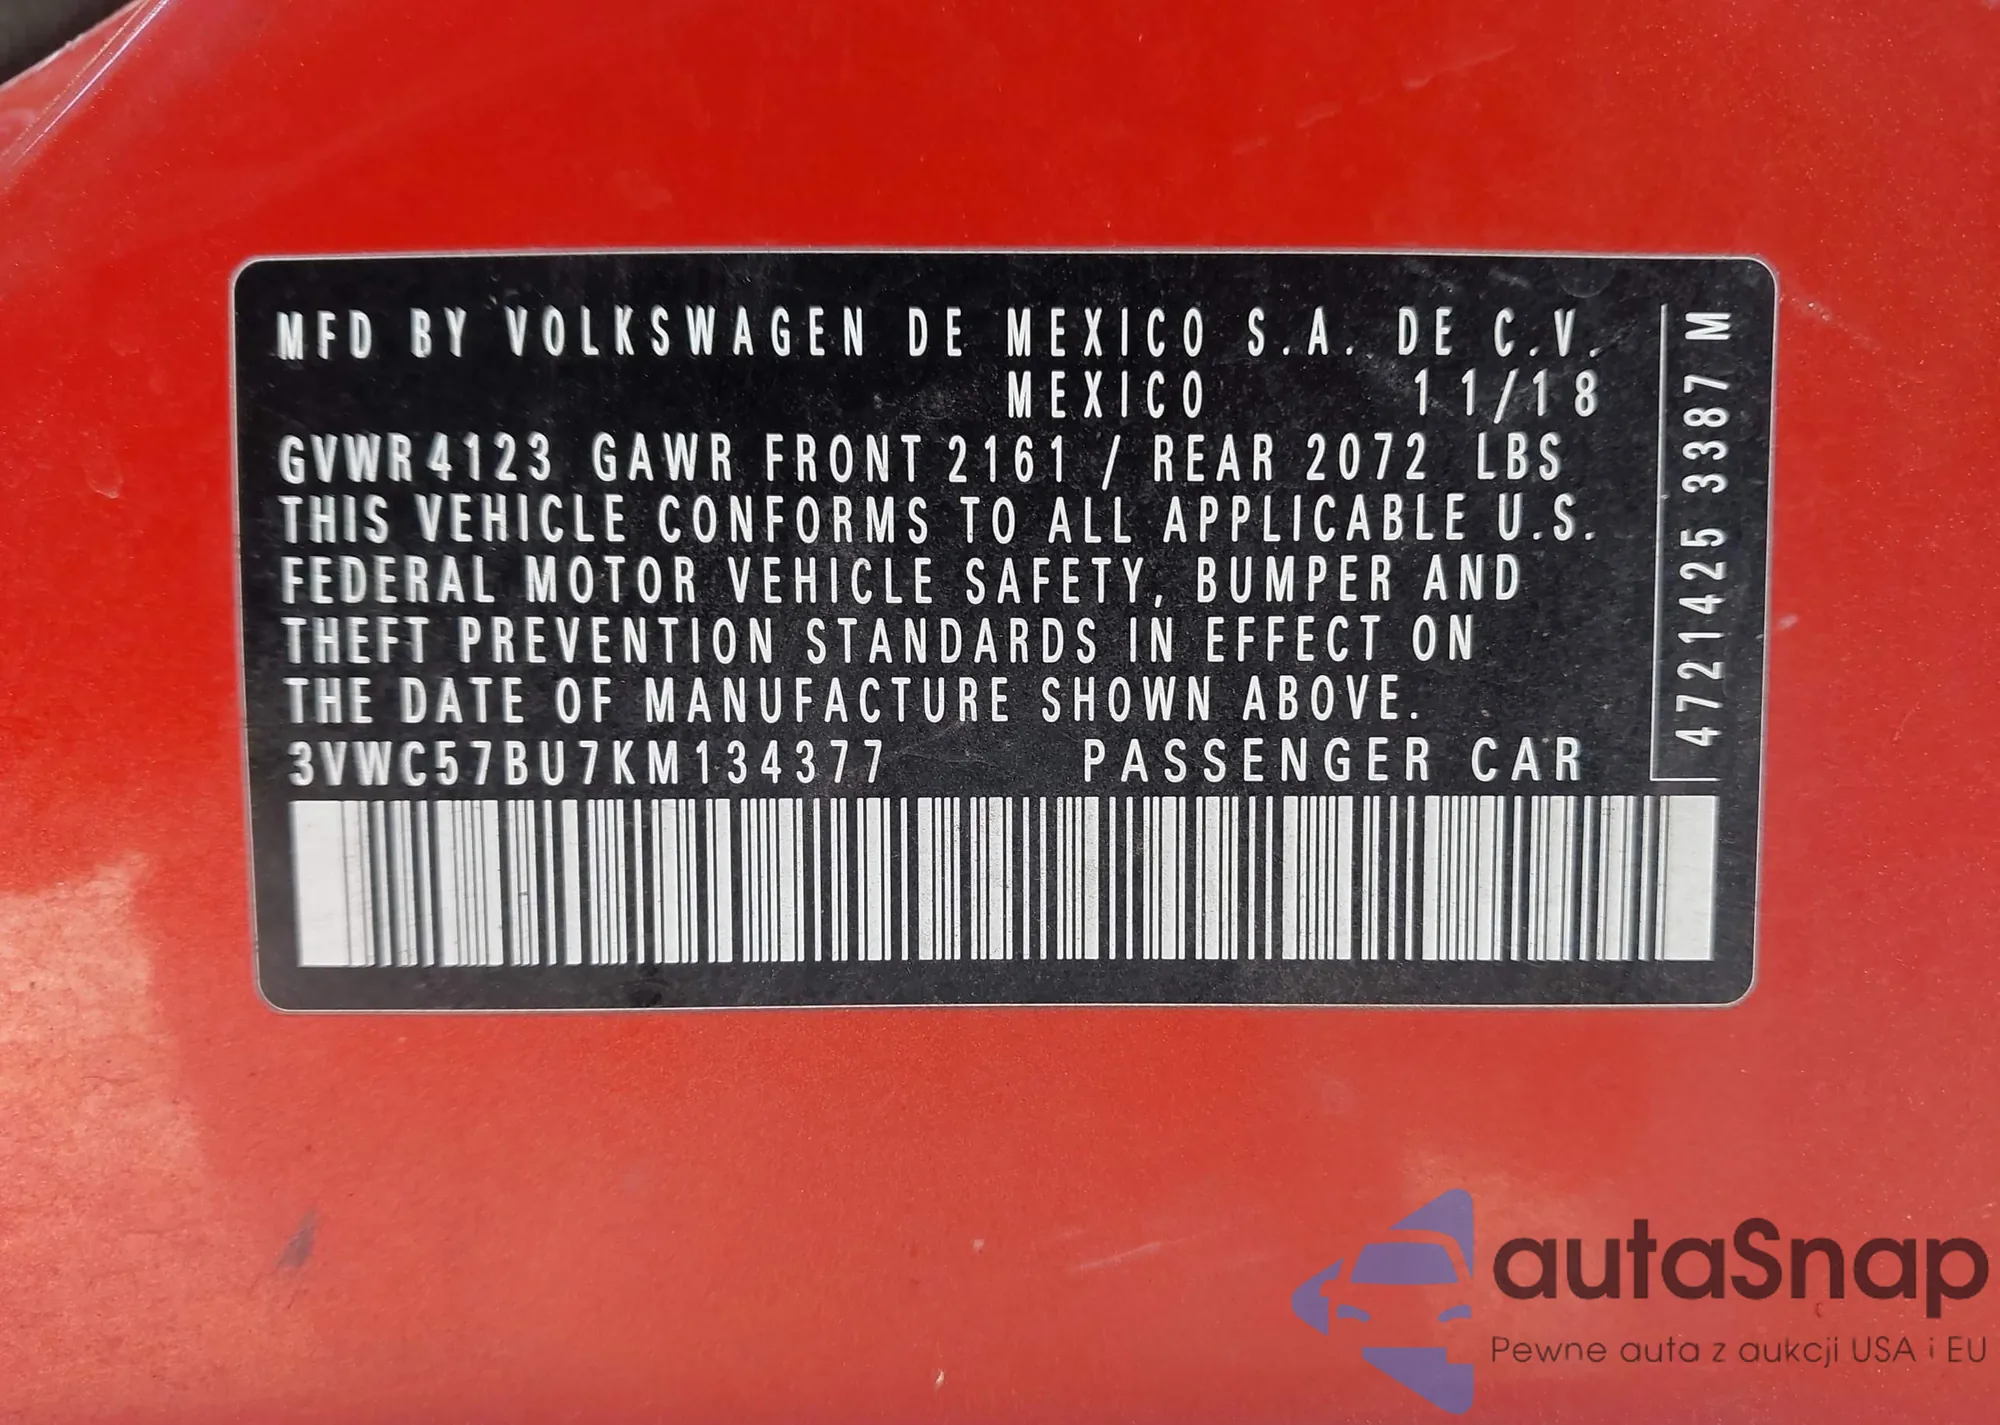 MFD BY VOLKSWAGEN DE MEXICO S.A. DE C.V.
MEXICO 11/18
GVWR 4123 GAWR FRONT 2161 / REAR 2072 LBS
THIS VEHICLE CONFORMS TO ALL APPLICABLE U.S.
FEDERAL MOTOR VEHICLE SAFETY, BUMPER AND
THEFT PREVENTION STANDARDS IN EFFECT ON
THE DATE OF MANUFACTURE SHOWN ABOVE.
3VWC57BU7KM134377 PASSENGER CAR
4721425 3387 M
autaSnap
Pewne auta z aukcji USA i EU